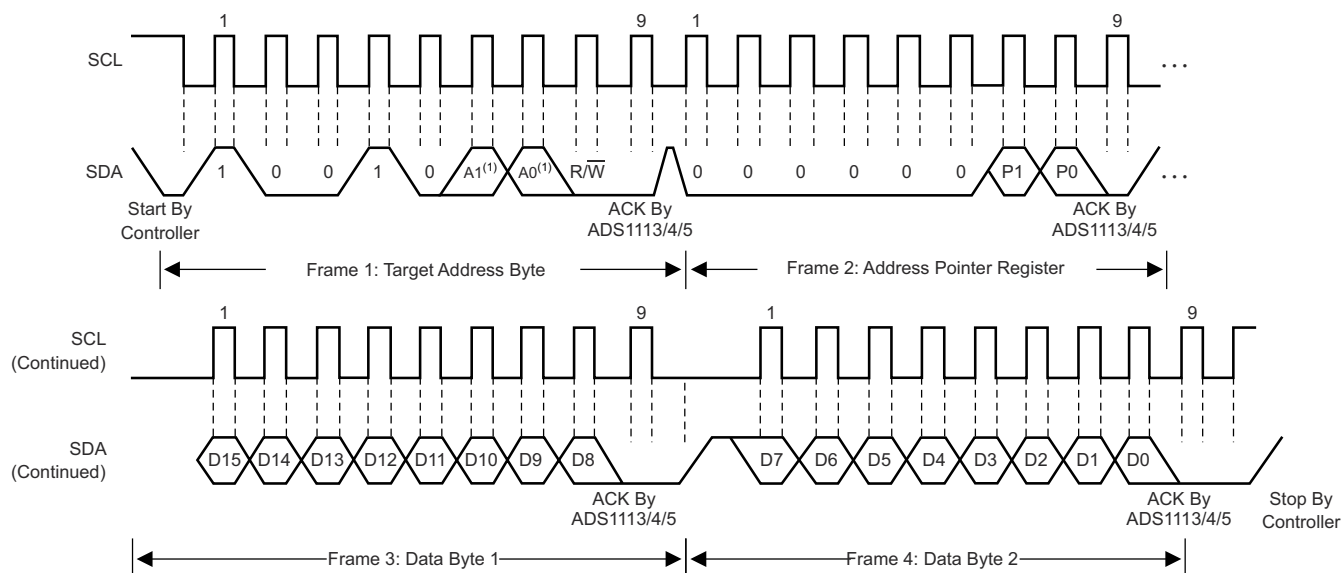 1 9 1 9
SCL ...
SDA 1 0 0 1 0 A1(1) A0(1) R/W̅ 0 0 0 0 0 0 P1 P0 ...
Start By
Controller
ACK By
ADS1113/4/5
ACK By
ADS1113/4/5
Frame 1: Target Address Byte
Frame 2: Address Pointer Register
1 9 1 9
SCL
(Continued)
SDA
(Continued)
D15 D14 D13 D12 D11 D10 D9 D8 D7 D6 D5 D4 D3 D2 D1 D0
ACK By
ADS1113/4/5
ACK By
ADS1113/4/5
Stop By
Controller
Frame 3: Data Byte 1
Frame 4: Data Byte 2